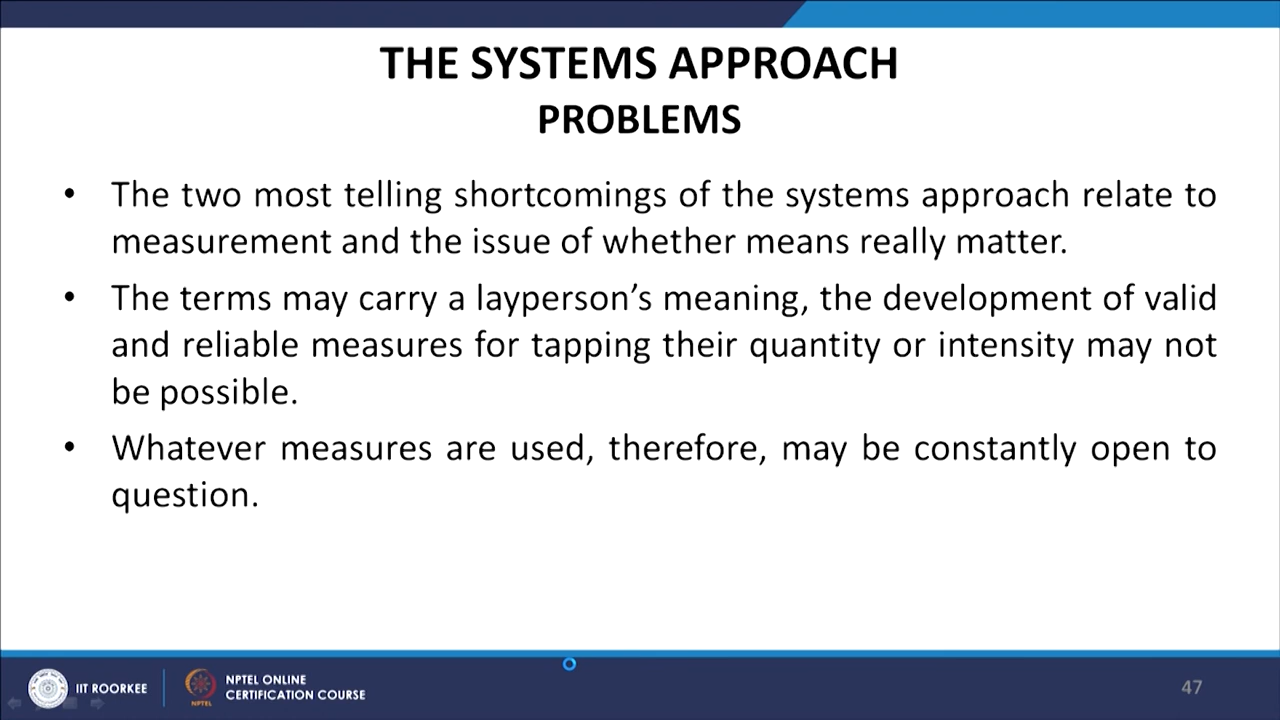 THE SYSTEMS APPROACH
PROBLEMS
• The two most telling shortcomings of the systems approach relate to
measurement and the issue of whether means really matter.
• The terms may carry a layperson’s meaning, the development of valid
and reliable measures for tapping their quantity or intensity may not
be possible.
• Whatever measures are used, therefore, may be constantly open to
question.
IIT ROORKEE
NPTEL
NPTEL ONLINE
CERTIFICATION COURSE
47